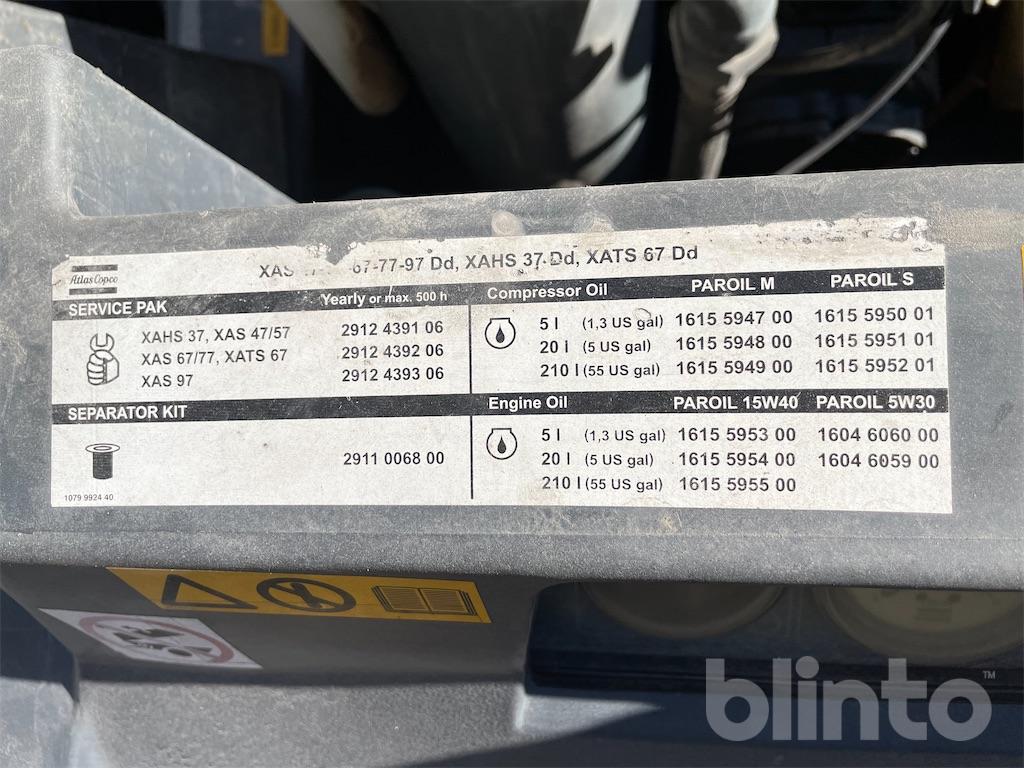 67-77-97 Dd, XAHS 37 Dd, XATS 67 Dd
Atlas Copco
SERVICE PAK Yearly or max. 500 h
XAHS 37, XAS 47/57 2912 4391 06
XAS 67/77, XATS 67 2912 4392 06
XAS 97 2912 4393 06
SEPARATOR KIT
2911 0068 00
1079 9924 40
Compressor Oil PAROIL M PAROIL S
5 l (1,3 US gal) 1615 5947 00 1615 5950 01
20 l (5 US gal) 1615 5948 00 1615 5951 01
210 l (55 US gal) 1615 5949 00 1615 5952 01
Engine Oil PAROIL 15W40 PAROIL 5W30
5 l (1,3 US gal) 1615 5953 00 1604 6060 00
20 l (5 US gal) 1615 5954 00 1604 6059 00
210 l (55 US gal) 1615 5955 00
blinto™